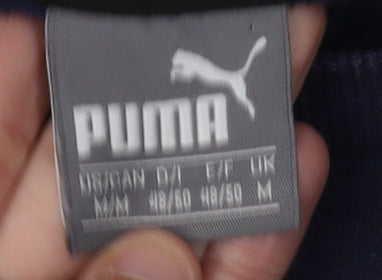 PUMA
US/CAN D/I E/F UK
M/M 48/50 48/50 M